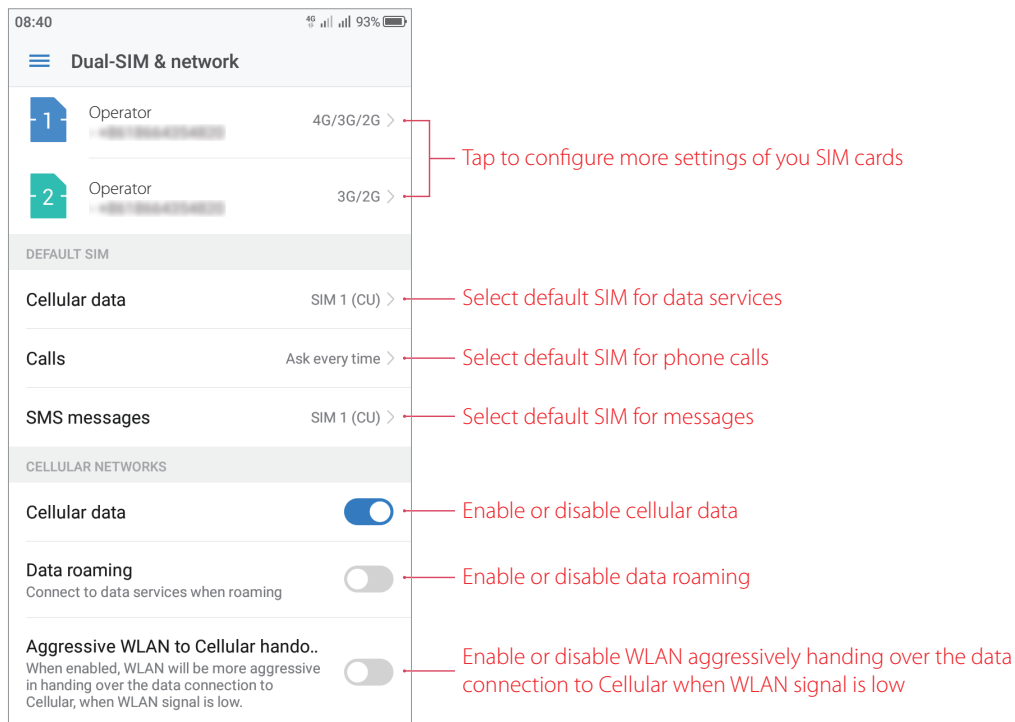 08:40
4G
93%
Dual-SIM & network
1
Operator
4G/3G/2G
Tap to configure more settings of you SIM cards
2
Operator
3G/2G
DEFAULT SIM
Cellular data
SIM 1 (CU)
Select default SIM for data services
Calls
Ask every time
Select default SIM for phone calls
SMS messages
SIM 1 (CU)
Select default SIM for messages
CELLULAR NETWORKS
Cellular data
Enable or disable cellular data
Data roaming
Connect to data services when roaming
Enable or disable data roaming
Aggressive WLAN to Cellular hando..
When enabled, WLAN will be more aggressive
in handing over the data connection to
Cellular, when WLAN signal is low.
Enable or disable WLAN aggressively handing over the data
connection to Cellular when WLAN signal is low